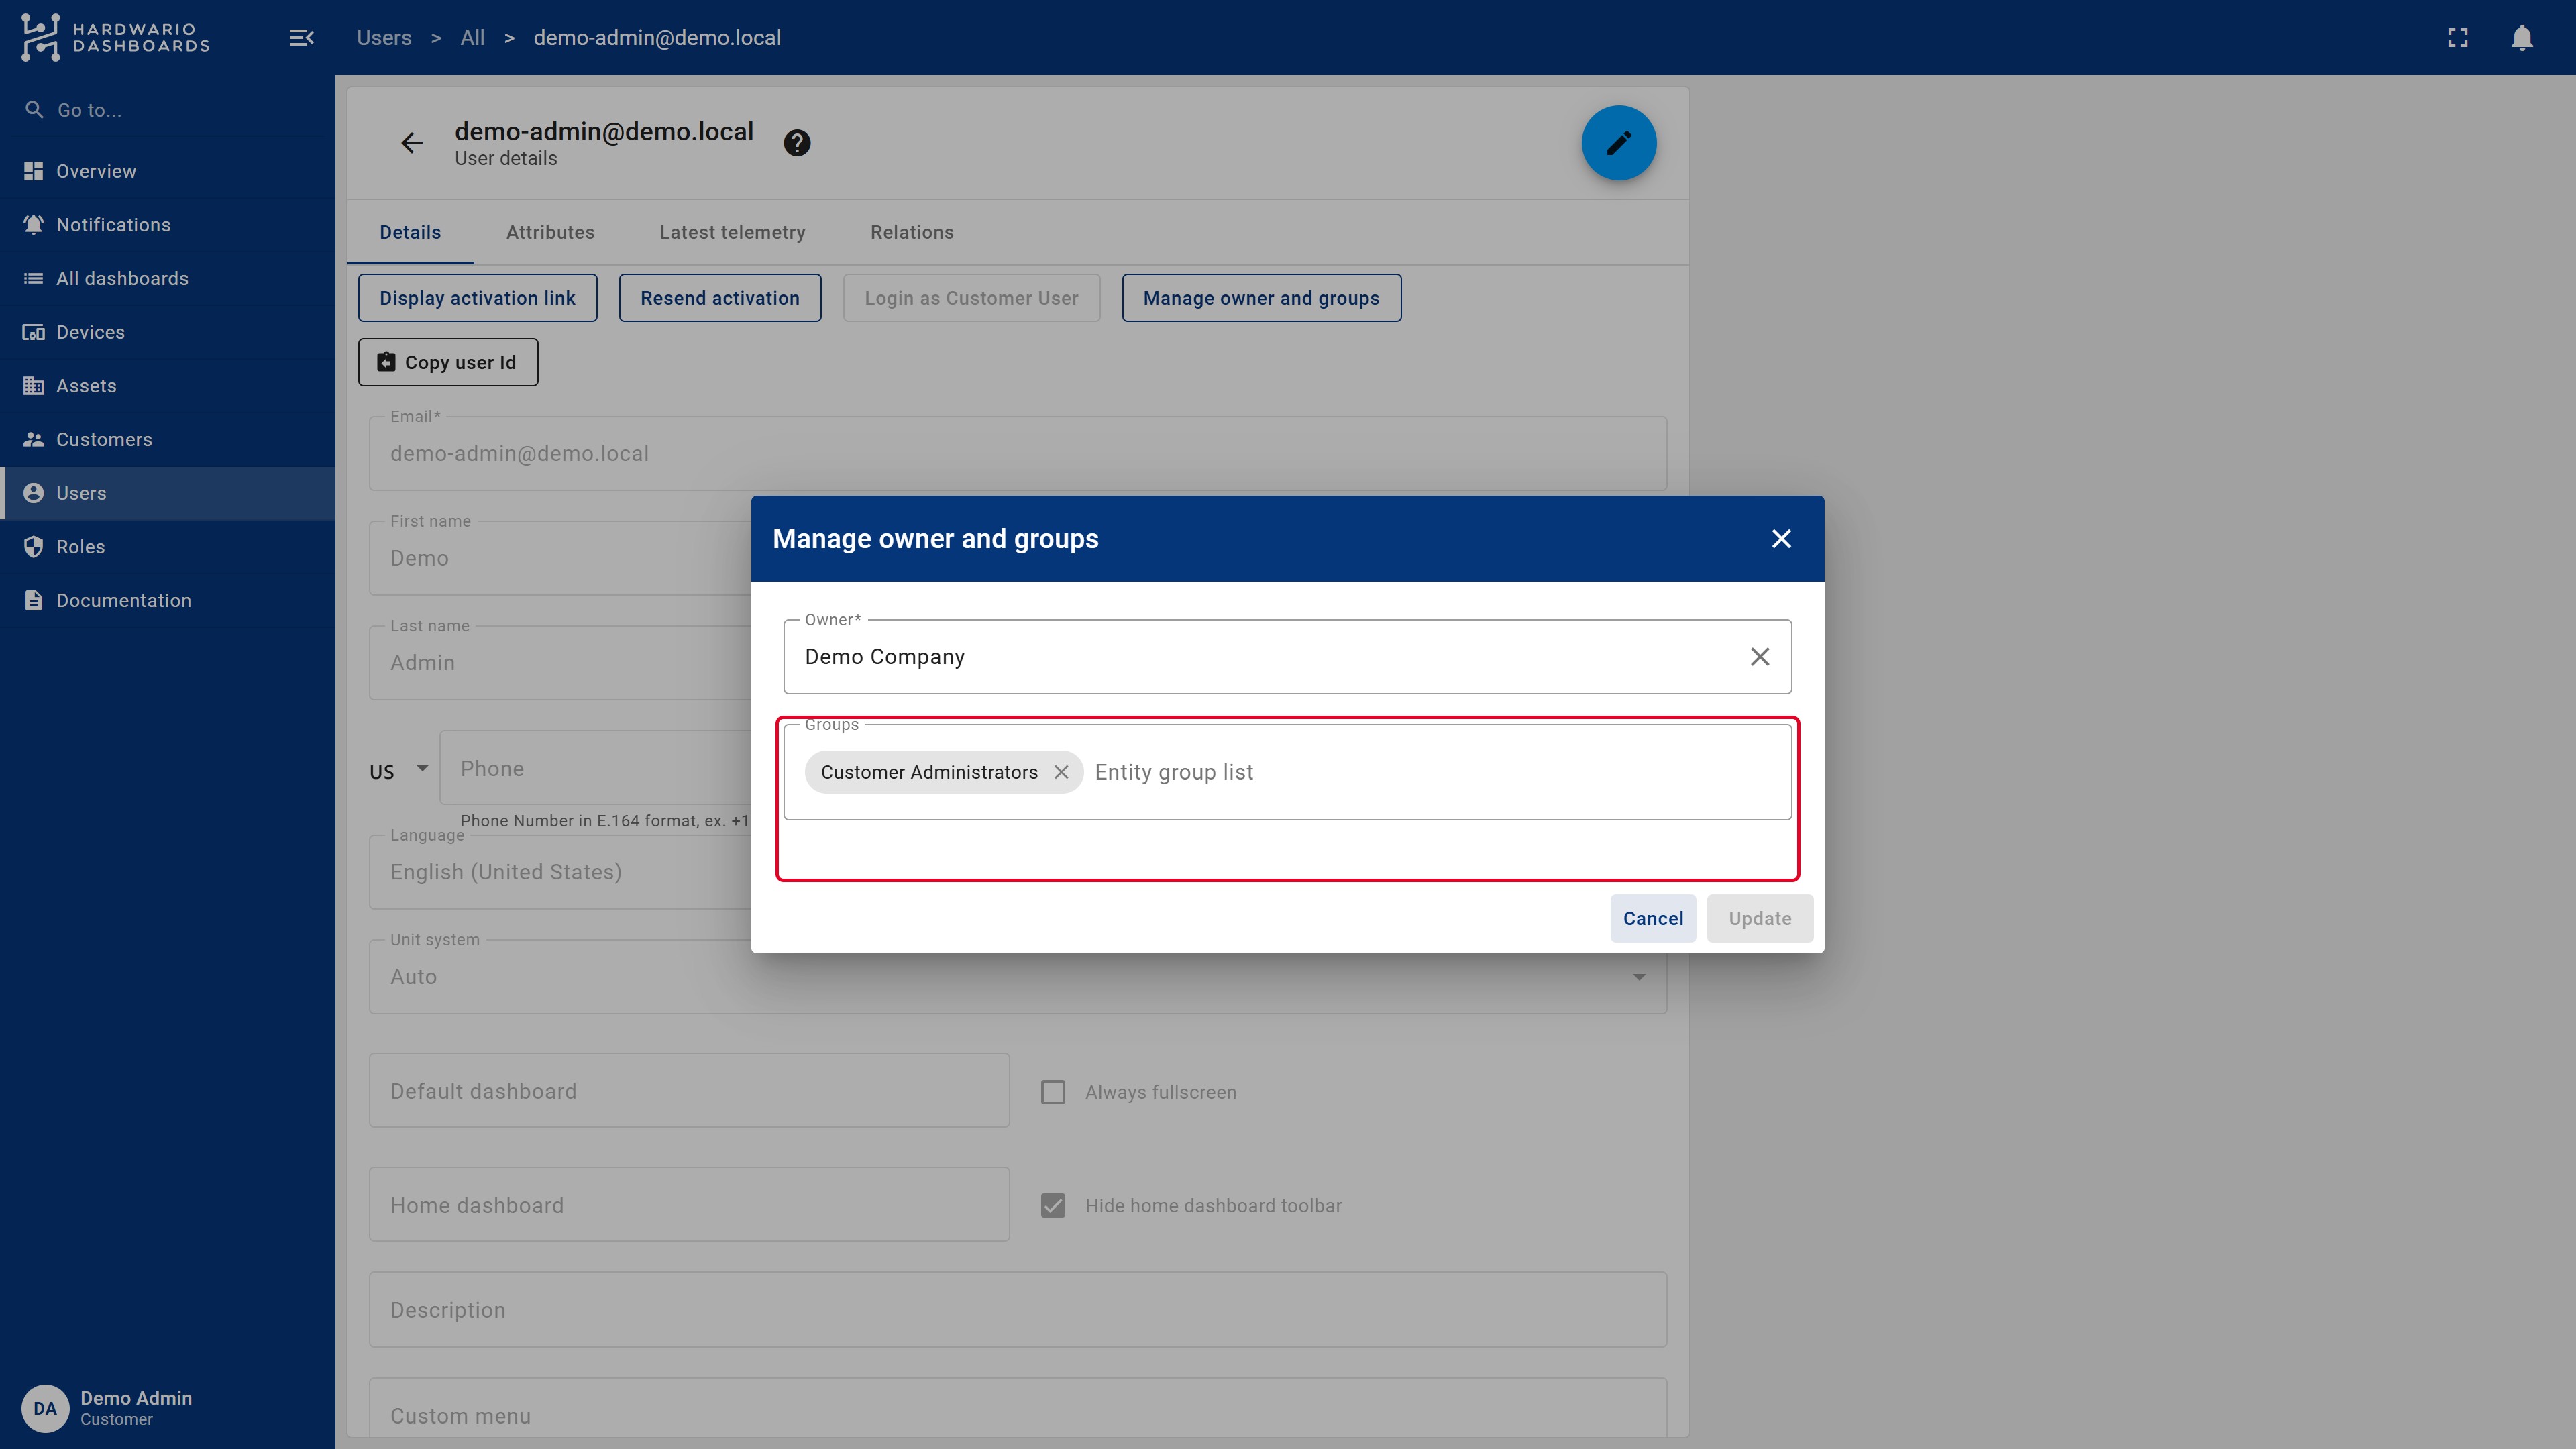 HARDWARIO
DASHBOARDS
Users > All > demo-admin@demo.local
Go to...
Overview
Notifications
All dashboards
Devices
Assets
Customers
Users
Roles
Documentation
DA
Demo Admin
Customer
demo-admin@demo.local
User details
Details Attributes Latest telemetry Relations
Display activation link Resend activation Login as Customer User Manage owner and groups
Copy user Id
Email*
demo-admin@demo.local
First name
Demo
Last name
Admin
US Phone
Phone Number in E.164 format, ex. +1
Language
English (United States)
Unit system
Auto
Default dashboard Always fullscreen
Home dashboard Hide home dashboard toolbar
Description
Custom menu
Manage owner and groups
Owner*
Demo Company
Groups
Customer Administrators Entity group list
Cancel Update